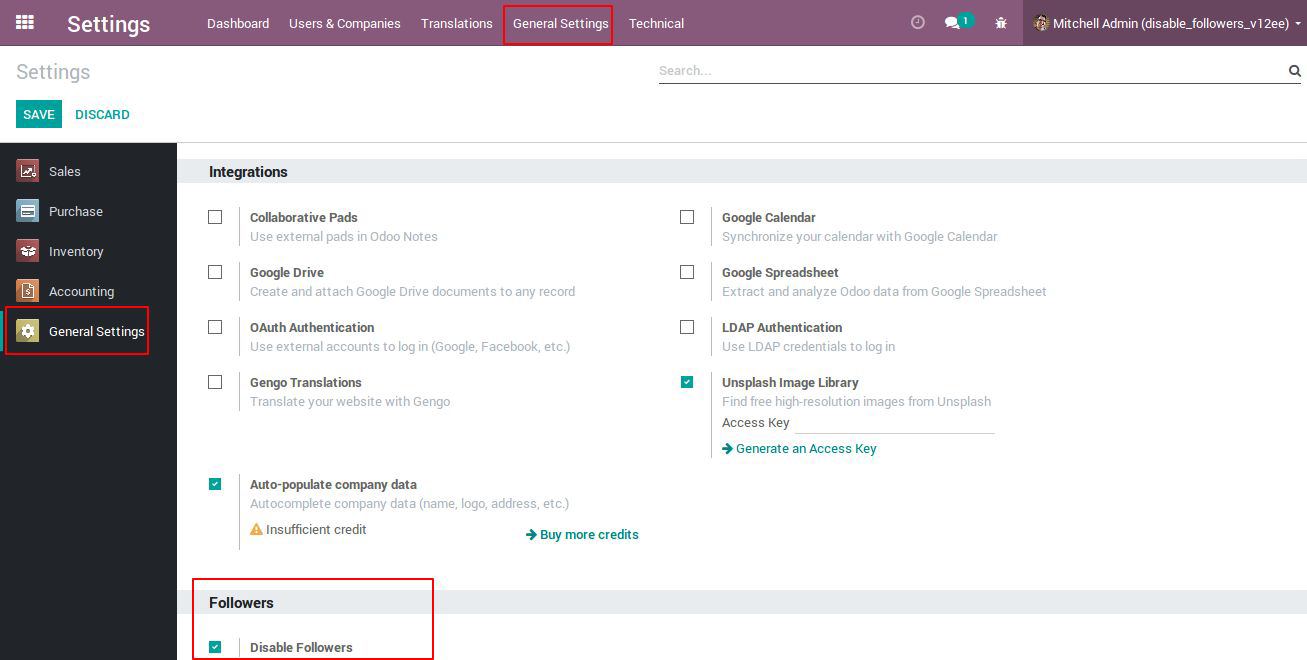 Settings Dashboard Users & Companies Translations General Settings Technical 1 Mitchell Admin (disable_followers_v12ee)
Settings Search...
SAVE DISCARD
Sales
Purchase
Inventory
Accounting
General Settings
Integrations
Collaborative Pads
Use external pads in Odoo Notes
Google Calendar
Synchronize your calendar with Google Calendar
Google Drive
Create and attach Google Drive documents to any record
Google Spreadsheet
Extract and analyze Odoo data from Google Spreadsheet
OAuth Authentication
Use external accounts to log in (Google, Facebook, etc.)
LDAP Authentication
Use LDAP credentials to log in
Gengo Translations
Translate your website with Gengo
Unsplash Image Library
Find free high-resolution images from Unsplash
Access Key
Generate an Access Key
Auto-populate company data
Autocomplete company data (name, logo, address, etc.)
Insufficient credit
Buy more credits
Followers
Disable Followers